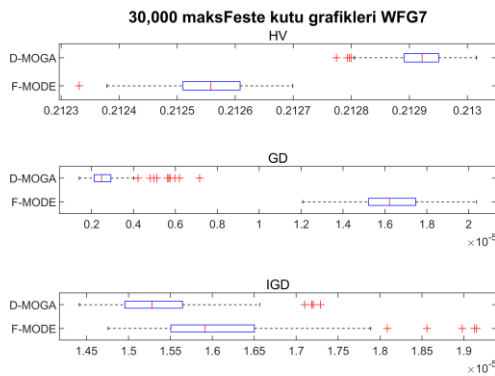 30,000 maksFeste kutu grafikleri WFG7
HV
D-MOGA
F-MODE
0.2123 0.2124 0.2125 0.2126 0.2127 0.2128 0.2129 0.213
GD
D-MOGA
F-MODE
0.2 0.4 0.6 0.8 1 1.2 1.4 1.6 1.8 2
×10⁻⁵
IGD
D-MOGA
F-MODE
1.45 1.5 1.55 1.6 1.65 1.7 1.75 1.8 1.85 1.9
×10⁻⁵